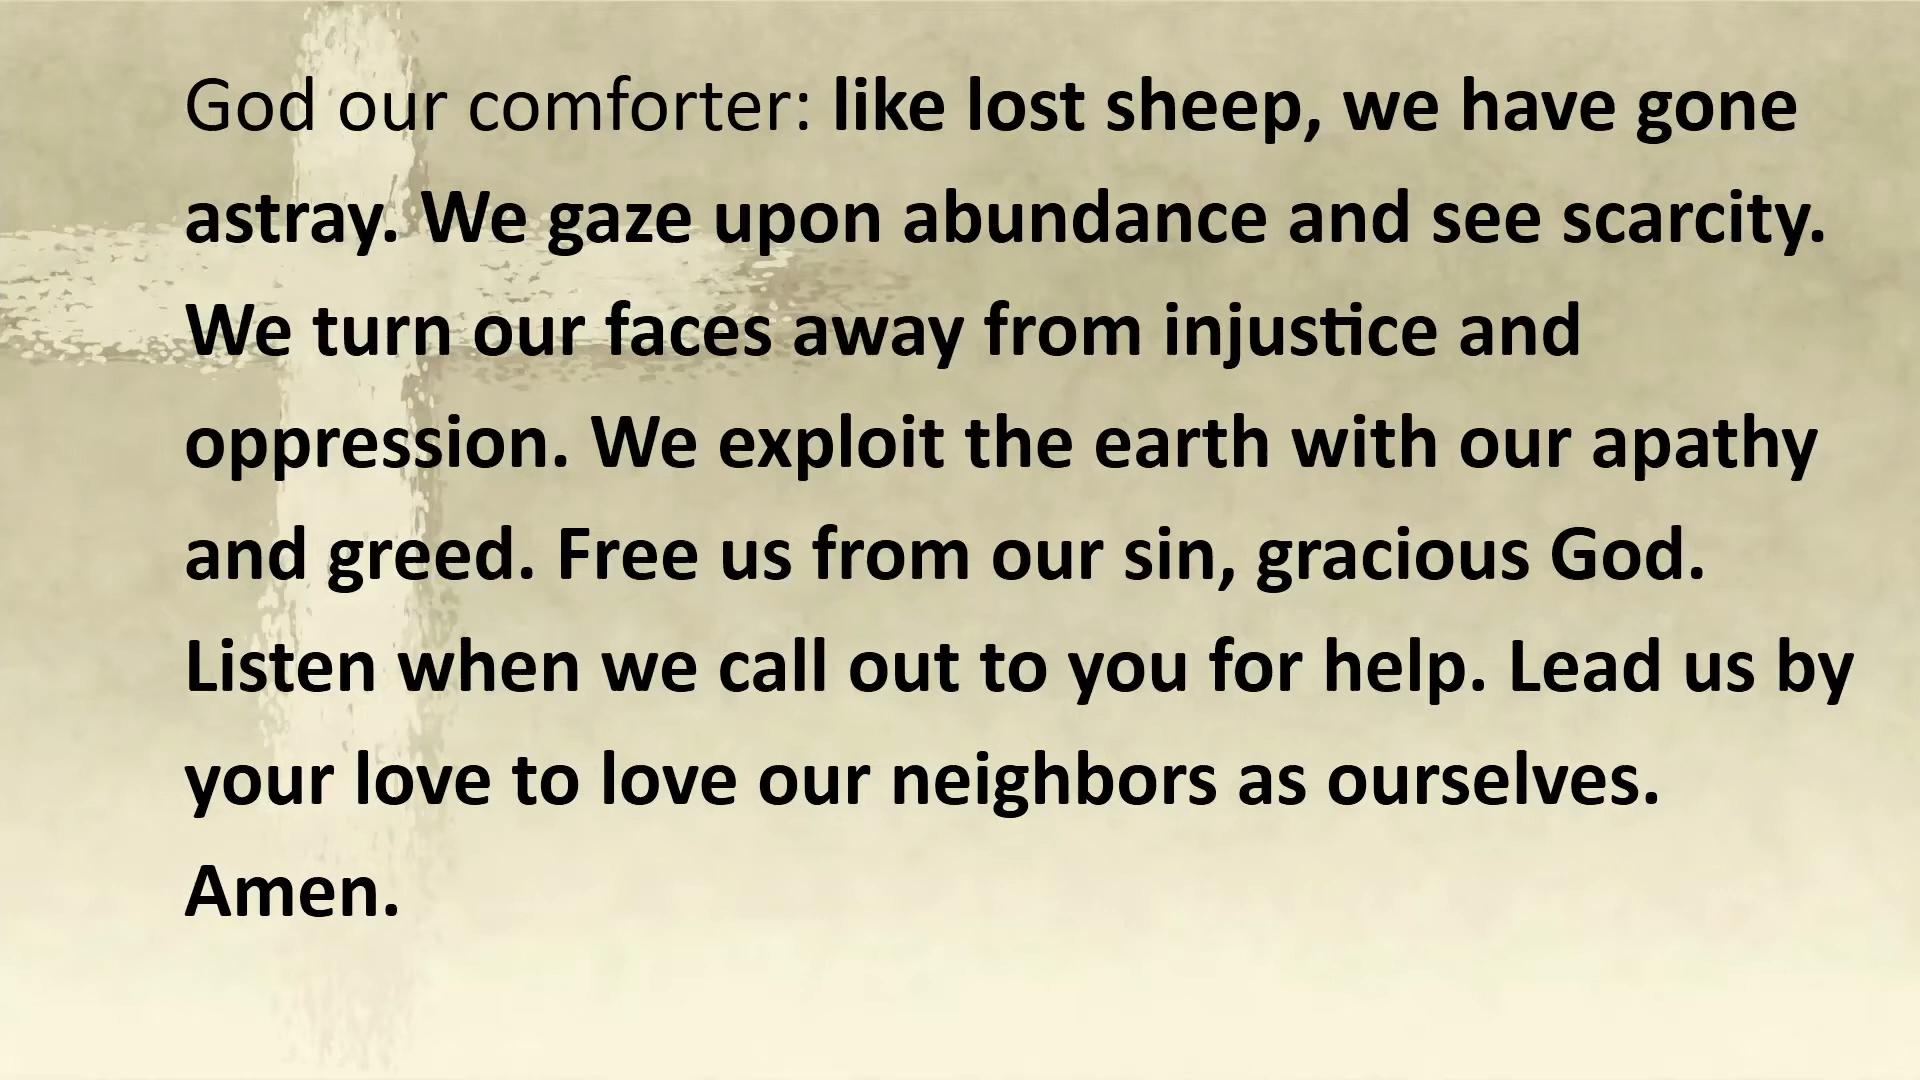 God our comforter: like lost sheep, we have gone
astray. We gaze upon abundance and see scarcity.
We turn our faces away from injustice and
oppression. We exploit the earth with our apathy
and greed. Free us from our sin, gracious God.
Listen when we call out to you for help. Lead us by
your love to love our neighbors as ourselves.
Amen.